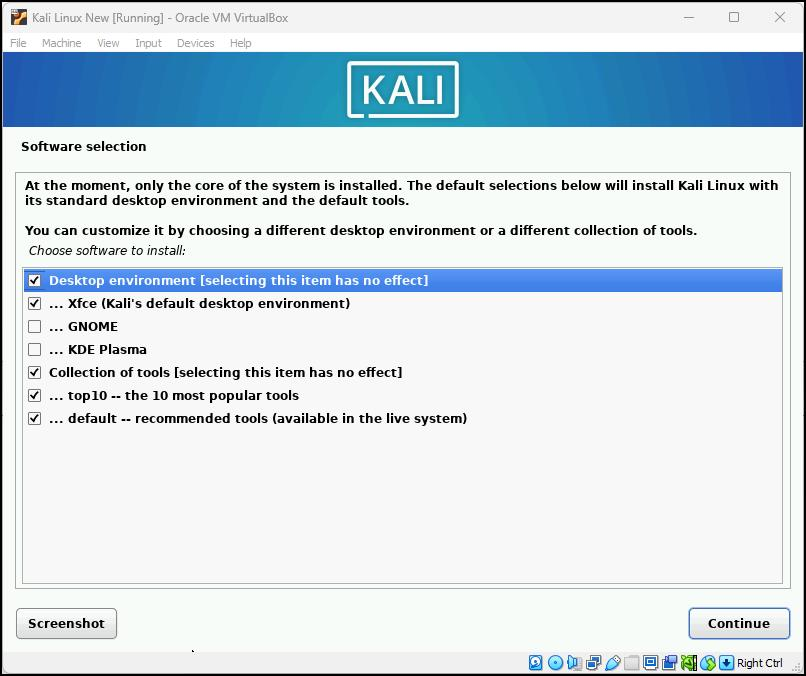 Kali Linux New [Running] - Oracle VM VirtualBox
File Machine View Input Devices Help
KALI
Software selection
At the moment, only the core of the system is installed. The default selections below will install Kali Linux with
its standard desktop environment and the default tools.
You can customize it by choosing a different desktop environment or a different collection of tools.
Choose software to install:
Desktop environment [selecting this item has no effect]
... Xfce (Kali's default desktop environment)
... GNOME
... KDE Plasma
Collection of tools [selecting this item has no effect]
... top10 -- the 10 most popular tools
... default -- recommended tools (available in the live system)
Screenshot Continue
Right Ctrl